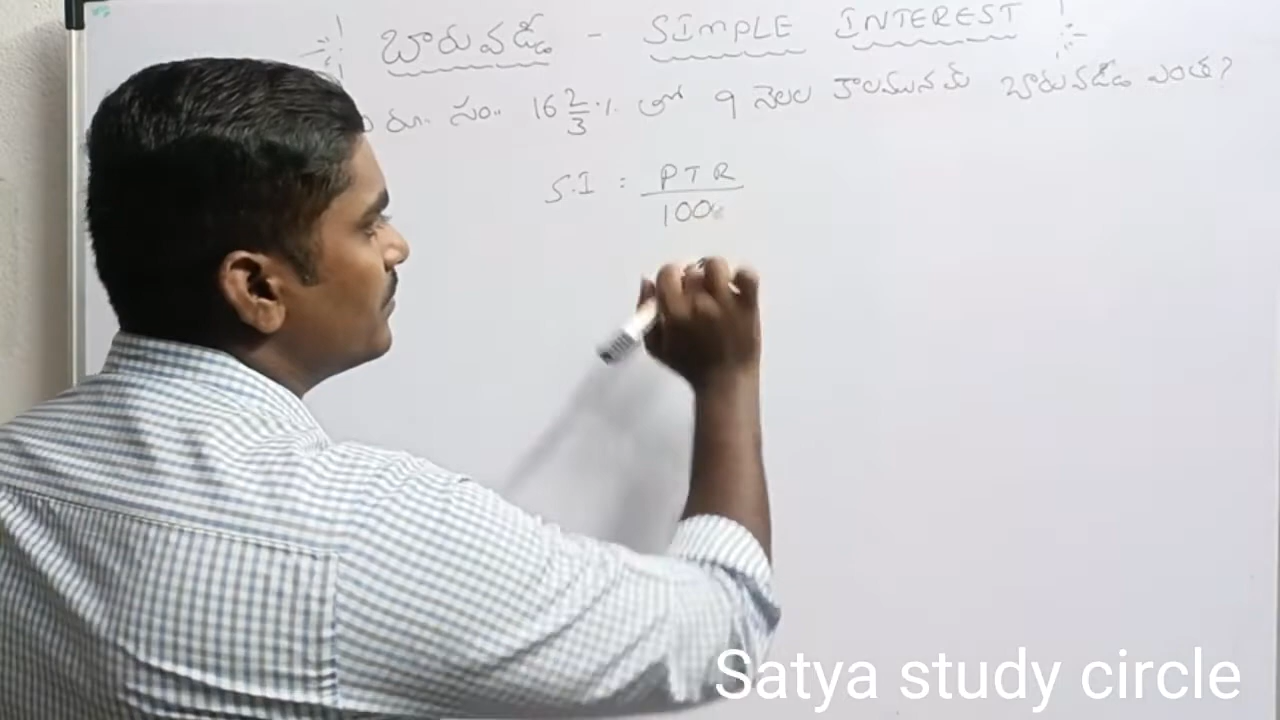 బారువడ్డీ - SIMPLE INTEREST
రూ. సం.. 16 2/3 % తో 9 నెలల కాలమునకు బారువడ్డీ ఎంత?
S.I : PTR
100
Satya study circle